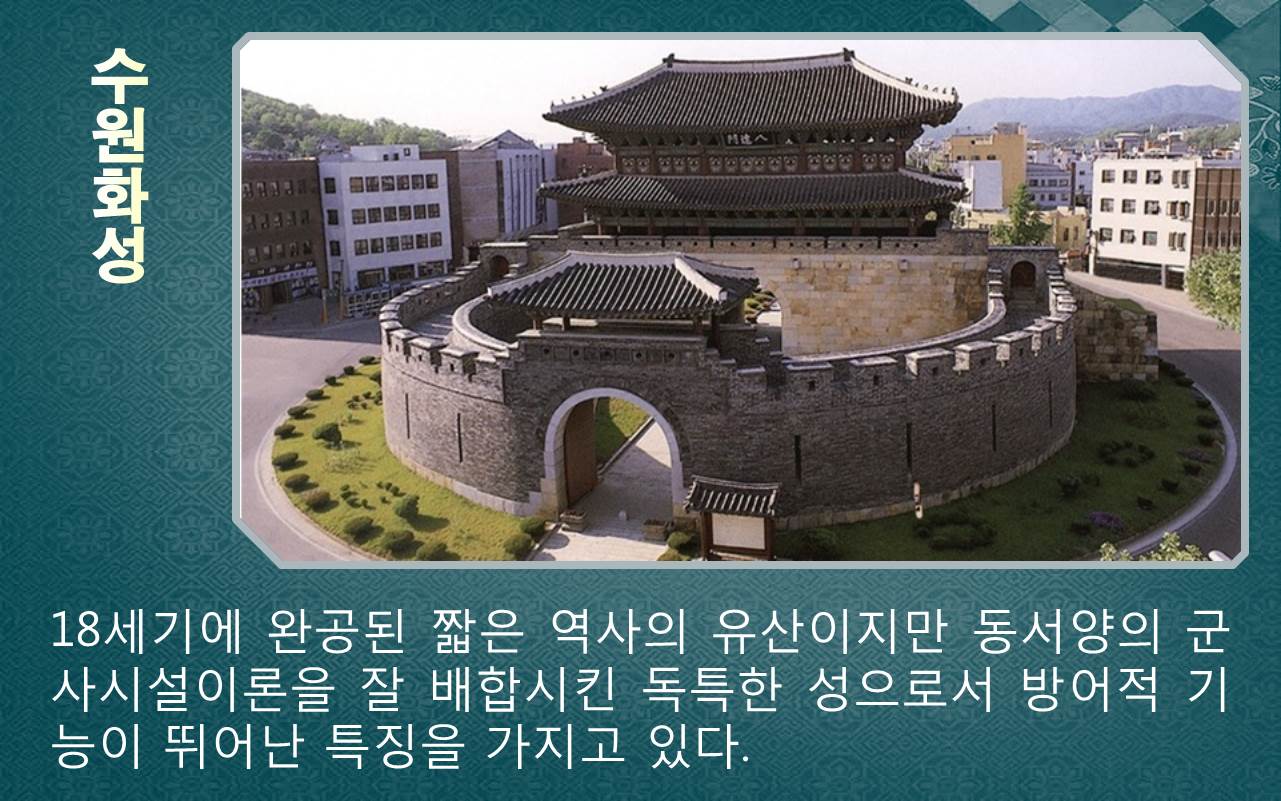 수원화성
八達門
18세기에 완공된 짧은 역사의 유산이지만 동서양의 군
사시설이론을 잘 배합시킨 독특한 성으로서 방어적 기
능이 뛰어난 특징을 가지고 있다.